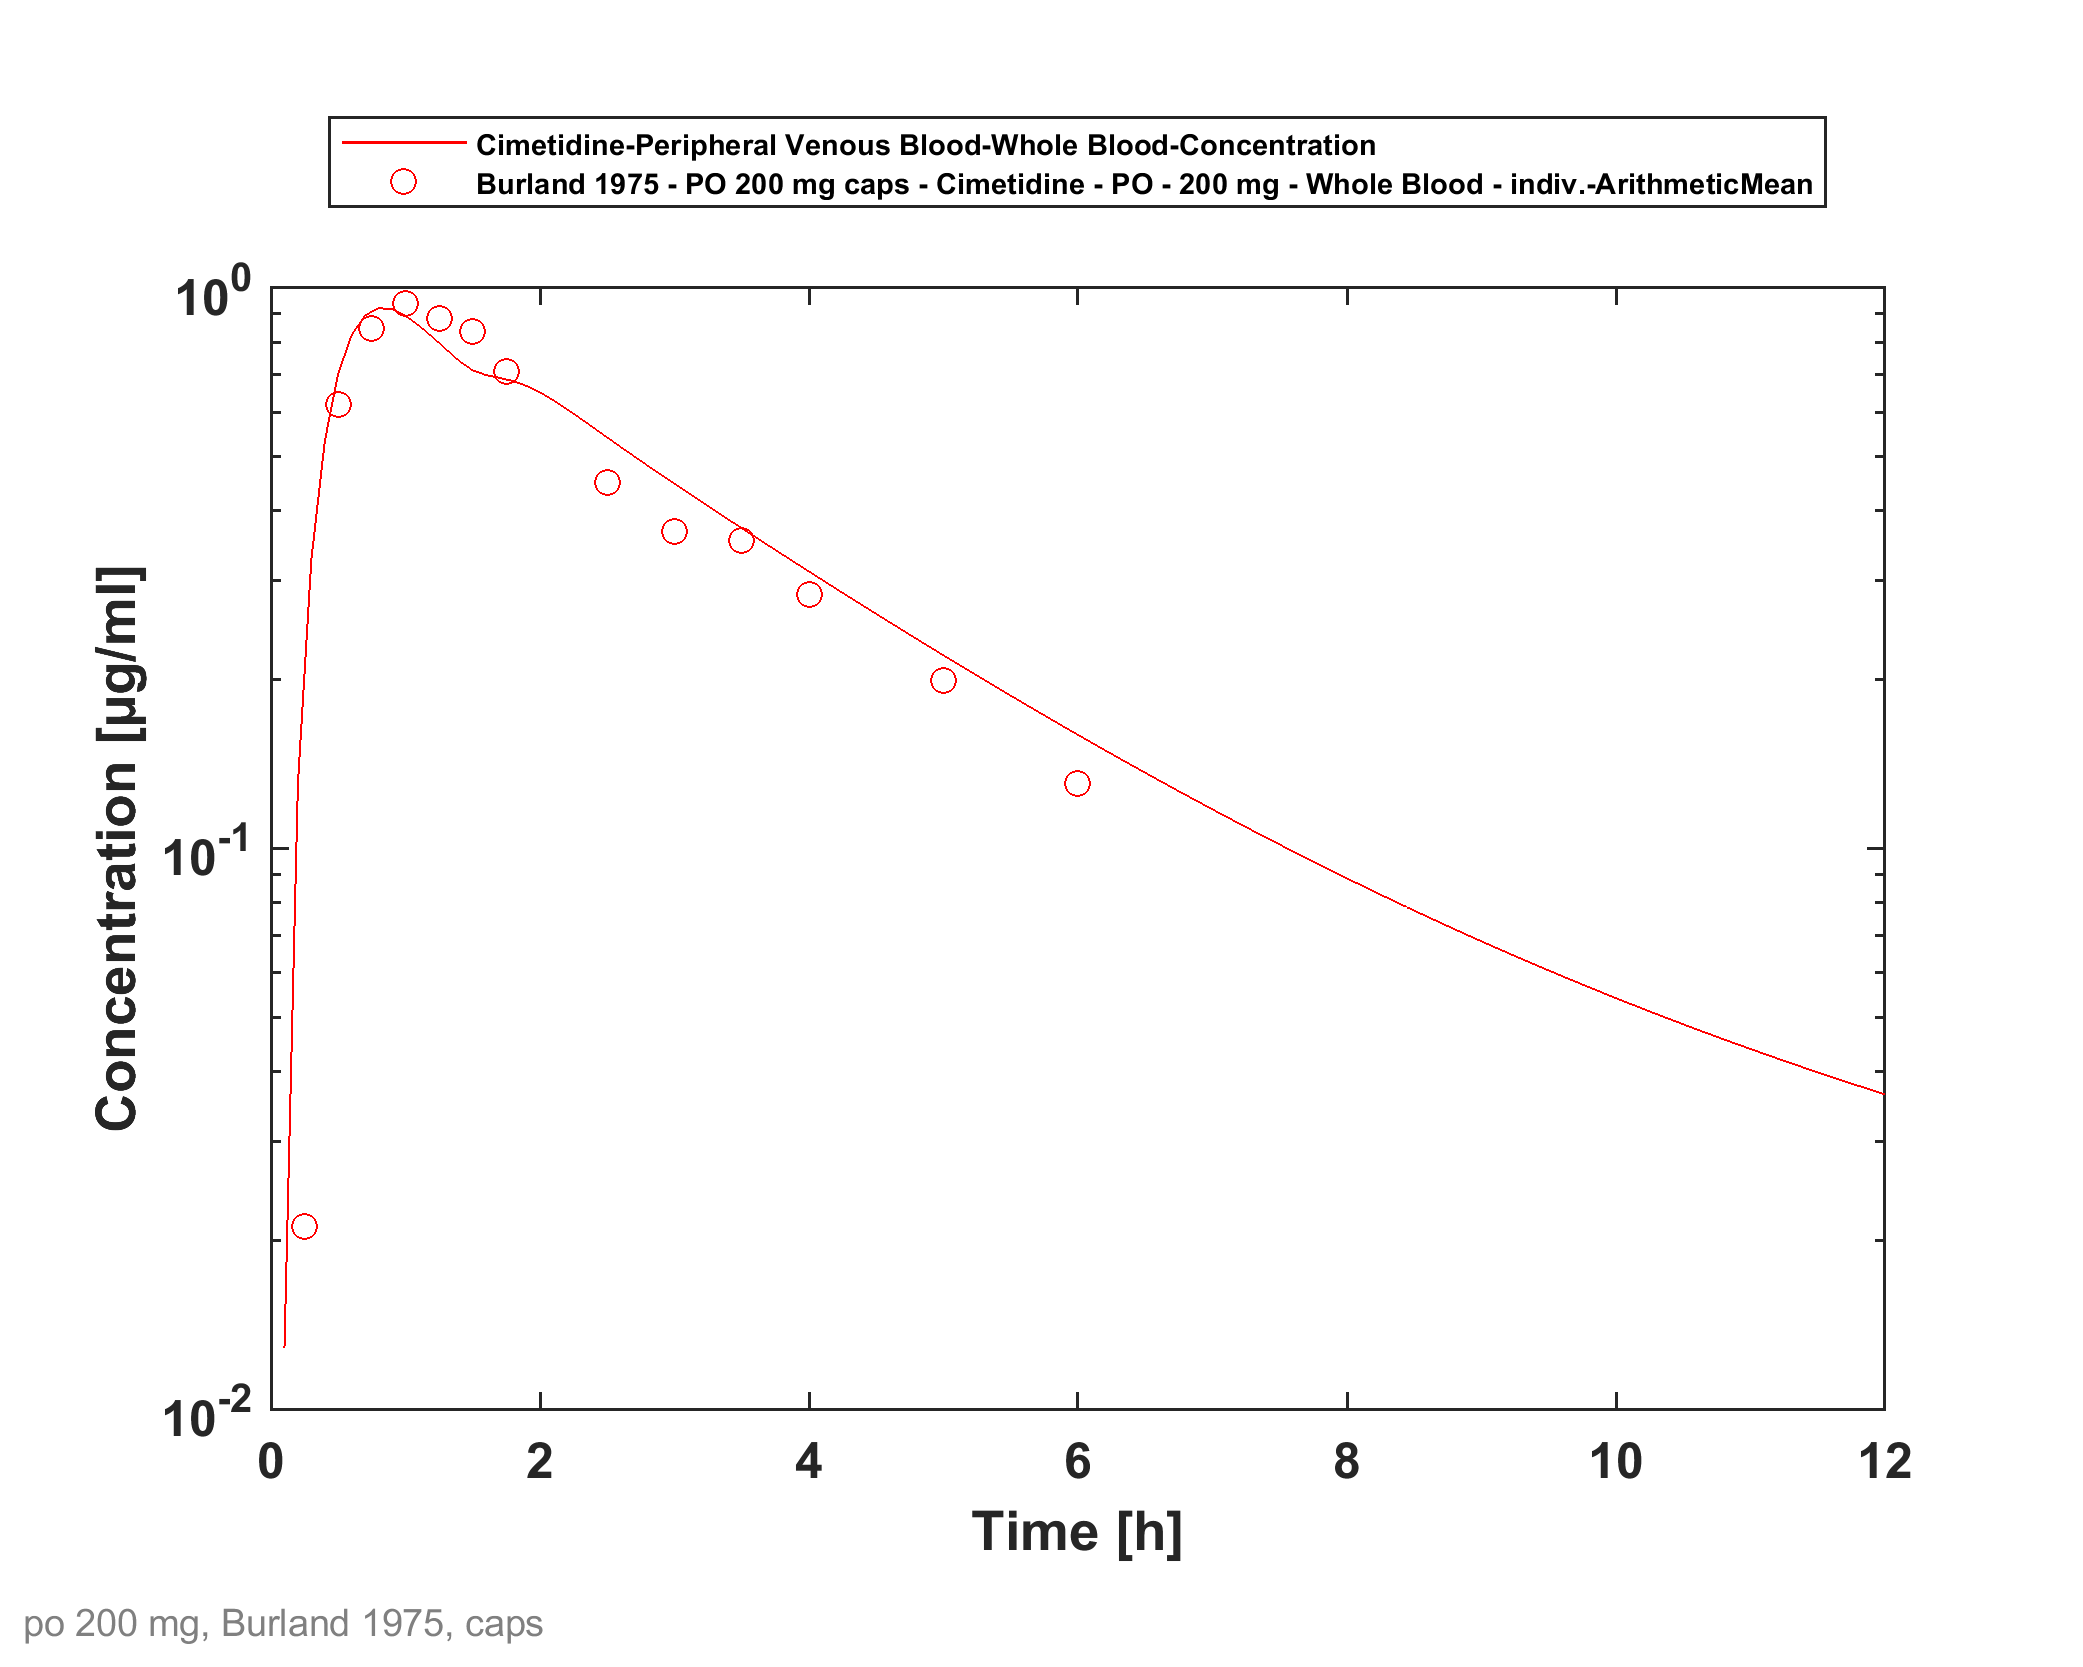 Cimetidine-Peripheral Venous Blood-Whole Blood-Concentration
Burland 1975 - PO 200 mg caps - Cimetidine - PO - 200 mg - Whole Blood - indiv.-ArithmeticMean
10^0
10^-1
10^-2
Concentration [µg/ml]
0 2 4 6 8 10 12
Time [h]
po 200 mg, Burland 1975, caps